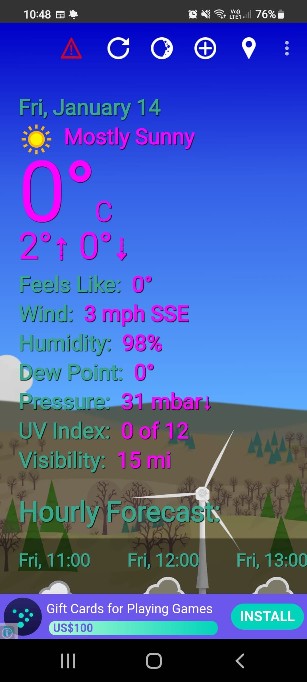 10:48 76%
Fri, January 14
Mostly Sunny
0° C
2°↑ 0°↓
Feels Like: 0°
Wind: 3 mph SSE
Humidity: 98%
Dew Point: 0°
Pressure: 31 mbar↓
UV Index: 0 of 12
Visibility: 15 mi
Hourly Forecast:
Fri, 11:00 Fri, 12:00 Fri, 13:00
Gift Cards for Playing Games
US$100
INSTALL